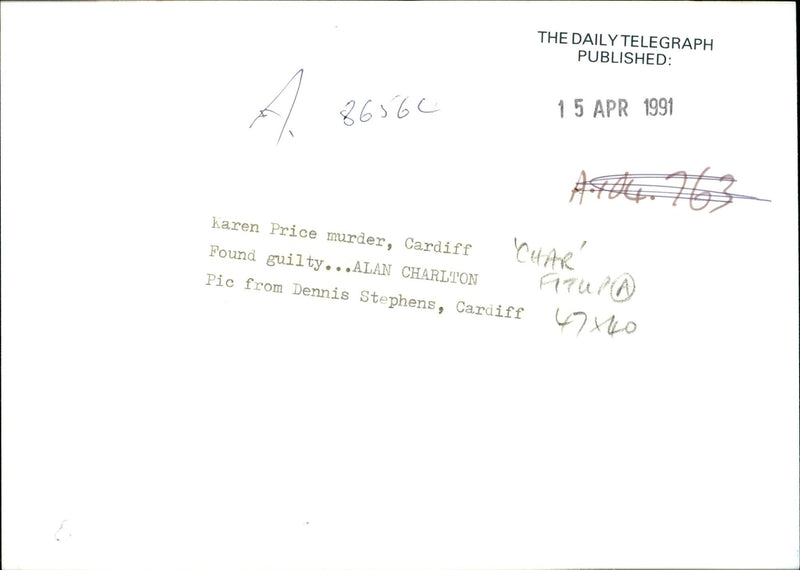 THE DAILY TELEGRAPH
PUBLISHED:
15 APR 1991
A. 8656C
A.104.763
Karen Price murder, Cardiff
Found guilty...ALAN CHARLTON
Pic from Dennis Stephens, Cardiff
'CHAR'
A
47x40